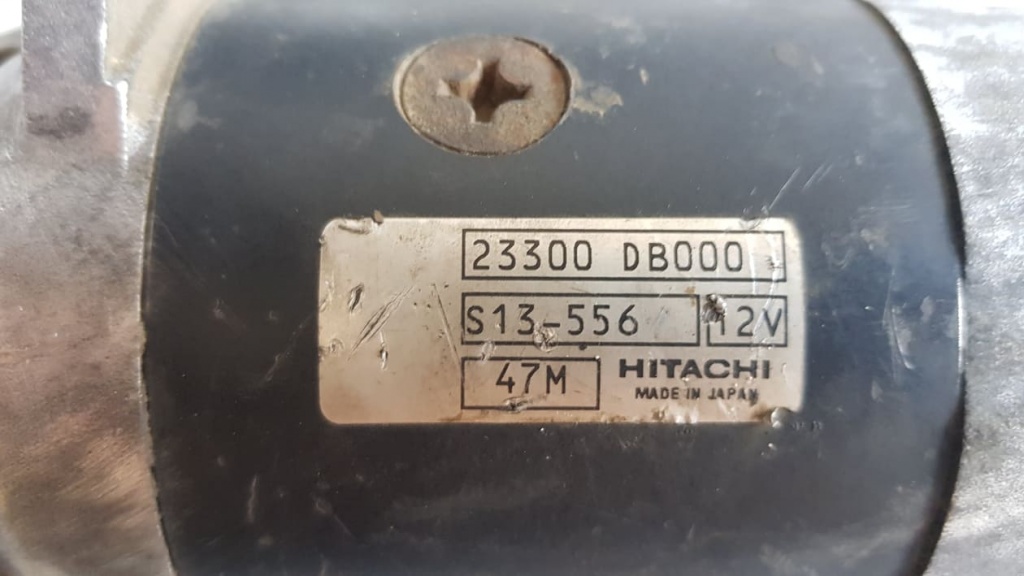 23300 DB000
S13-556 12V
47M HITACHI
MADE IN JAPAN